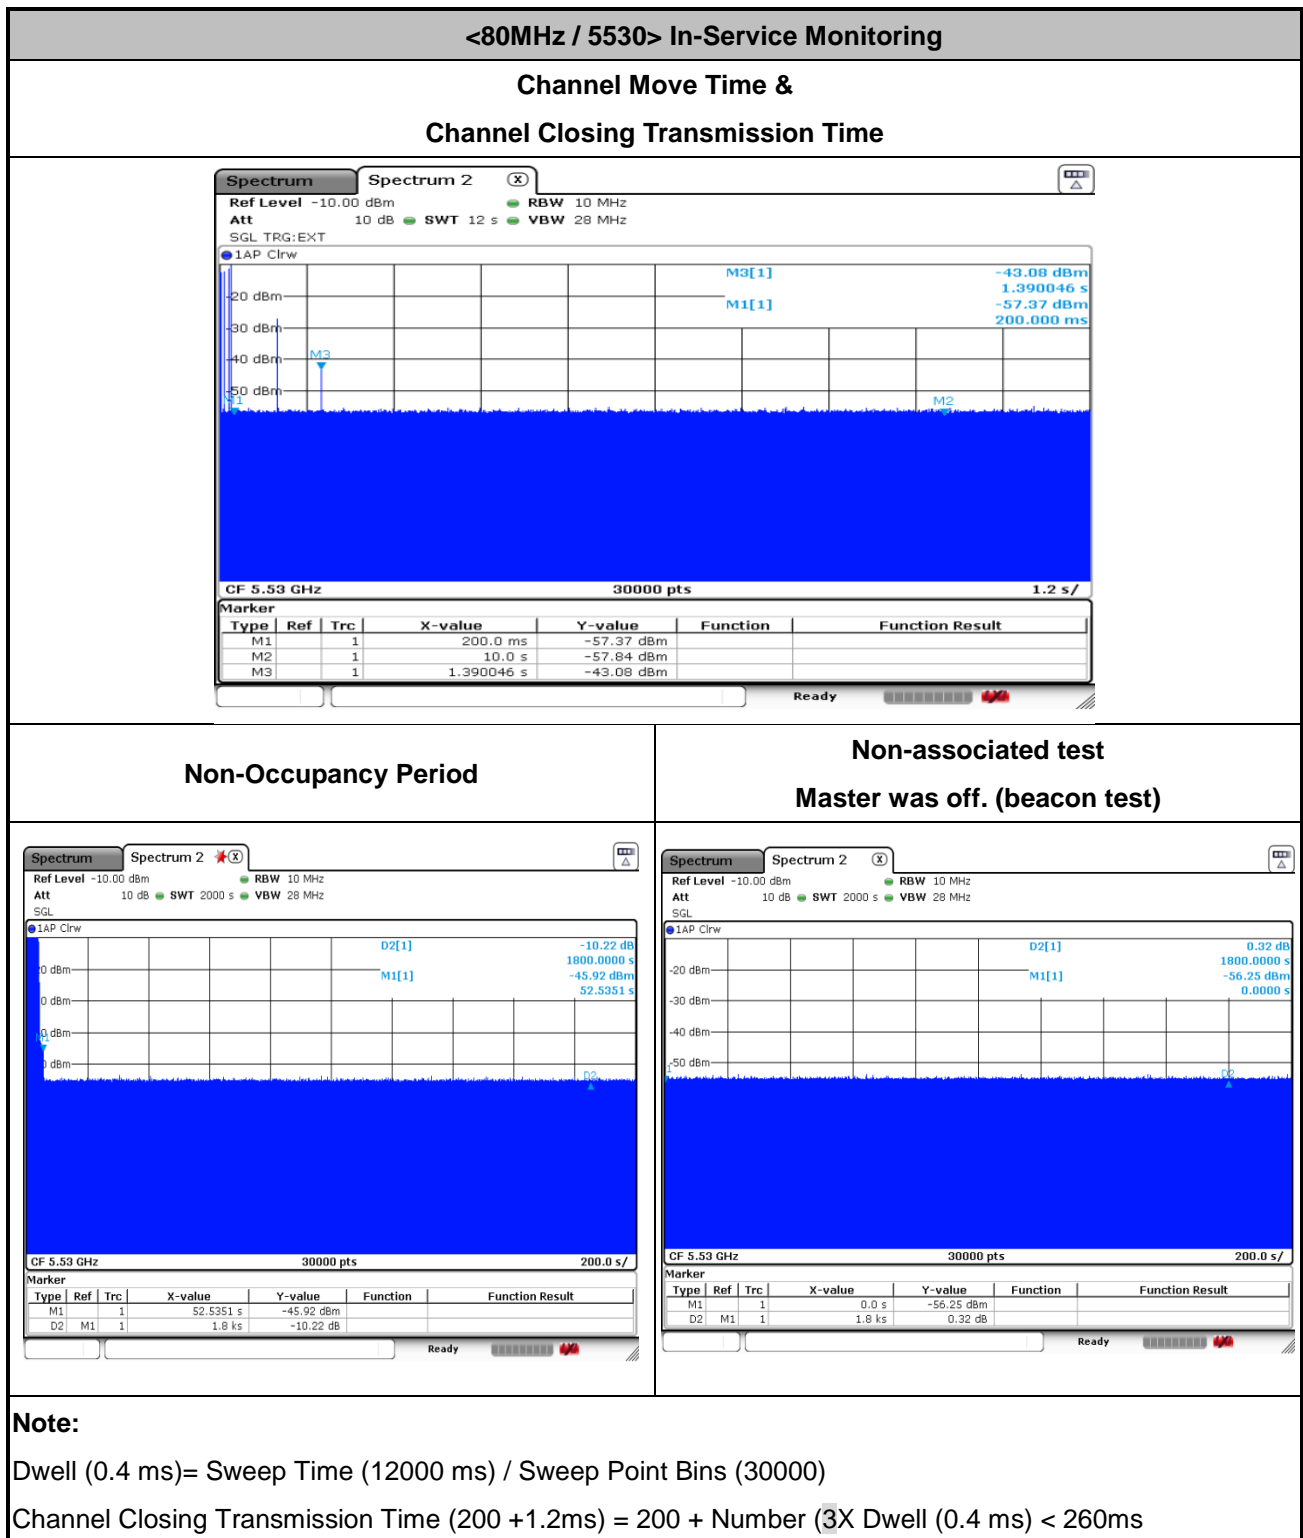 <80MHz / 5530> In-Service Monitoring
Channel Move Time &
Channel Closing Transmission Time
Spectrum Spectrum 2 X
Ref Level -10.00 dBm RBW 10 MHz
Att 10 dB SWT 12 s VBW 28 MHz
SGL TRG:EXT
1AP Clrw
M3[1] -43.08 dBm
1.390046 s
-20 dBm
M1[1] -57.37 dBm
200.000 ms
-30 dBm
-40 dBm M3
-50 dBm
M1 M2
CF 5.53 GHz 30000 pts 1.2 s/
Marker
Type Ref Trc X-value Y-value Function Function Result
M1 1 200.0 ms -57.37 dBm
M2 1 10.0 s -57.84 dBm
M3 1 1.390046 s -43.08 dBm
Ready
Non-Occupancy Period
Non-associated test
Master was off. (beacon test)
Spectrum Spectrum 2 X
Ref Level -10.00 dBm RBW 10 MHz
Att 10 dB SWT 2000 s VBW 28 MHz
SGL
1AP Clrw
D2[1] -10.22 dB
1800.0000 s
0 dBm
M1[1] -45.92 dBm
52.5351 s
0 dBm
0 dBm
M1
0 dBm
D2
CF 5.53 GHz 30000 pts 200.0 s/
Marker
Type Ref Trc X-value Y-value Function Function Result
M1 1 52.5351 s -45.92 dBm
D2 M1 1 1.8 ks -10.22 dB
Ready
Spectrum Spectrum 2 X
Ref Level -10.00 dBm RBW 10 MHz
Att 10 dB SWT 2000 s VBW 28 MHz
SGL
1AP Clrw
D2[1] 0.32 dB
1800.0000 s
-20 dBm
M1[1] -56.25 dBm
0.0000 s
-30 dBm
-40 dBm
-50 dBm
1 D2
CF 5.53 GHz 30000 pts 200.0 s/
Marker
Type Ref Trc X-value Y-value Function Function Result
M1 1 0.0 s -56.25 dBm
D2 M1 1 1.8 ks 0.32 dB
Ready
Note:
Dwell (0.4 ms)= Sweep Time (12000 ms) / Sweep Point Bins (30000)
Channel Closing Transmission Time (200 +1.2ms) = 200 + Number (3X Dwell (0.4 ms) < 260ms